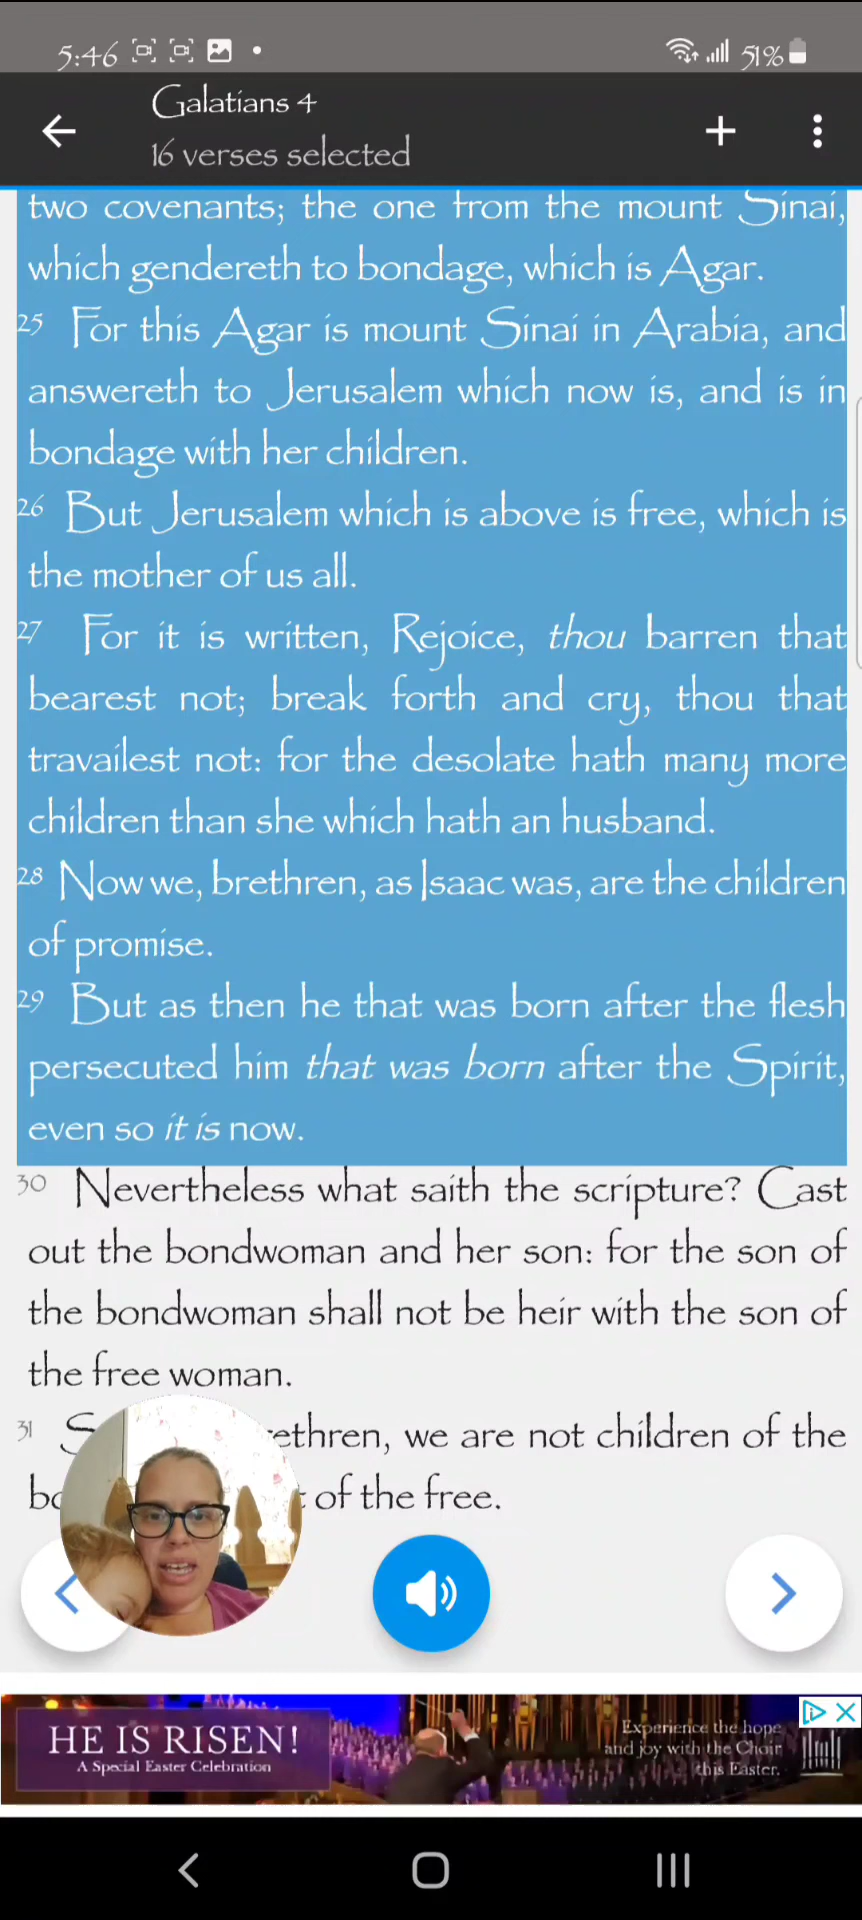 5:46
51%
Galatians 4
16 verses selected
two covenants; the one from the mount Sinai,
which gendereth to bondage, which is Agar.
25 For this Agar is mount Sinai in Arabia, and
answereth to Jerusalem which now is, and is in
bondage with her children.
26 But Jerusalem which is above is free, which is
the mother of us all.
27 For it is written, Rejoice, thou barren that
bearest not; break forth and cry, thou that
travailest not: for the desolate hath many more
children than she which hath an husband.
28 Now we, brethren, as Isaac was, are the children
of promise.
29 But as then he that was born after the flesh
persecuted him that was born after the Spirit,
even so it is now.
30 Nevertheless what saith the scripture? Cast
out the bondwoman and her son: for the son of
the bondwoman shall not be heir with the son of
the free woman.
31 ethren, we are not children of the
of the free.
HE IS RISEN!
A Special Easter Celebration
Experience the hope
and joy with the Choir
this Easter.